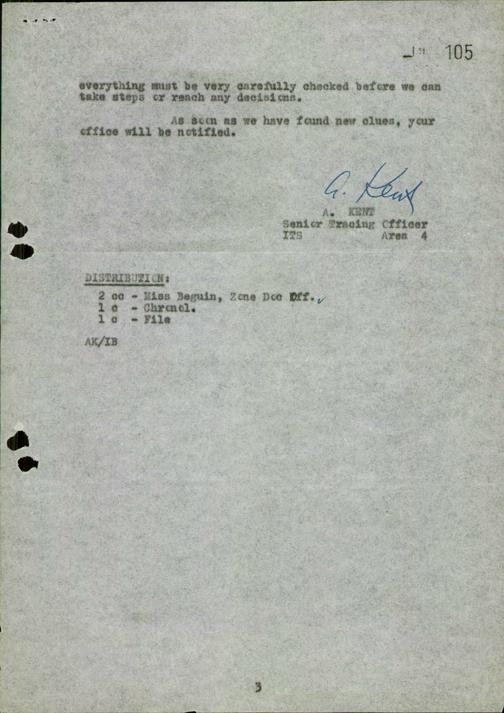 105
everything must be very carefully checked before we can
take steps or reach any decisions.
As soon as we have found new clues, your
office will be notified.
A. Kent
A. KENT
Senior Tracing Officer
ITS Area 4
DISTRIBUTION:
2 cc - Miss Beguin, Zone Doc Off.
1 c - Chronol.
1 c - File
AK/IB
3